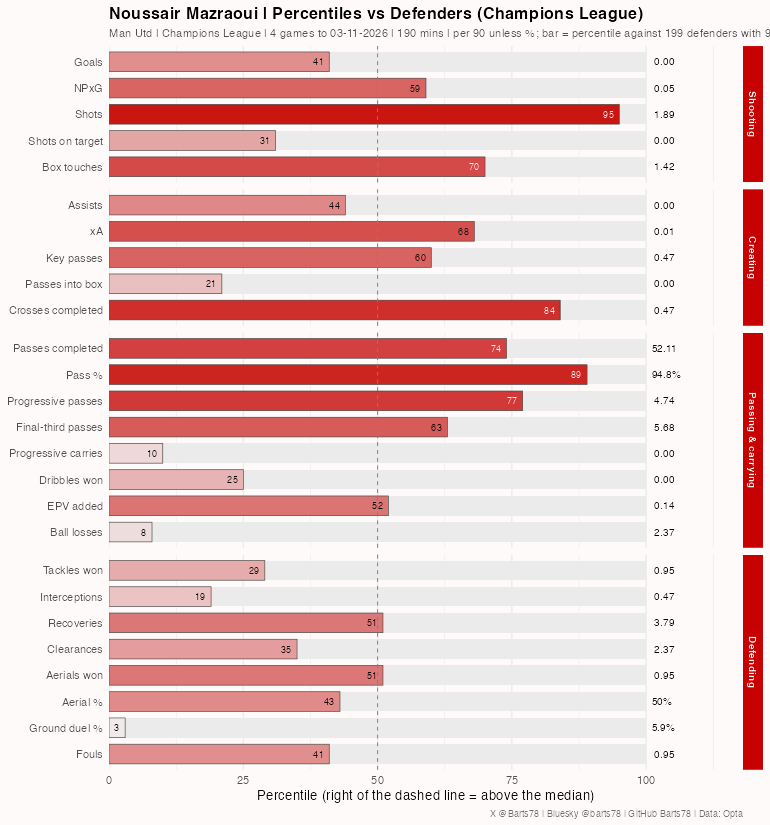 Noussair Mazraoui | Percentiles vs Defenders (Champions League)
Man Utd | Champions League | 4 games to 03-11-2026 | 190 mins | per 90 unless %; bar = percentile against 199 defenders with 9
Goals 41 0.00
NPxG 59 0.05
Shots 95 1.89
Shots on target 31 0.00
Box touches 70 1.42
Shooting
Assists 44 0.00
xA 68 0.01
Key passes 60 0.47
Passes into box 21 0.00
Crosses completed 84 0.47
Creating
Passes completed 74 52.11
Pass % 89 94.8%
Progressive passes 77 4.74
Final-third passes 63 5.68
Progressive carries 10 0.00
Dribbles won 25 0.00
EPV added 52 0.14
Ball losses 8 2.37
Passing & carrying
Tackles won 29 0.95
Interceptions 19 0.47
Recoveries 51 3.79
Clearances 35 2.37
Aerials won 51 0.95
Aerial % 43 50%
Ground duel % 3 5.9%
Fouls 41 0.95
Defending
0 25 50 75 100
Percentile (right of the dashed line = above the median)
X @Barts78 | Bluesky @barts78 | GitHub Barts78 | Data: Opta